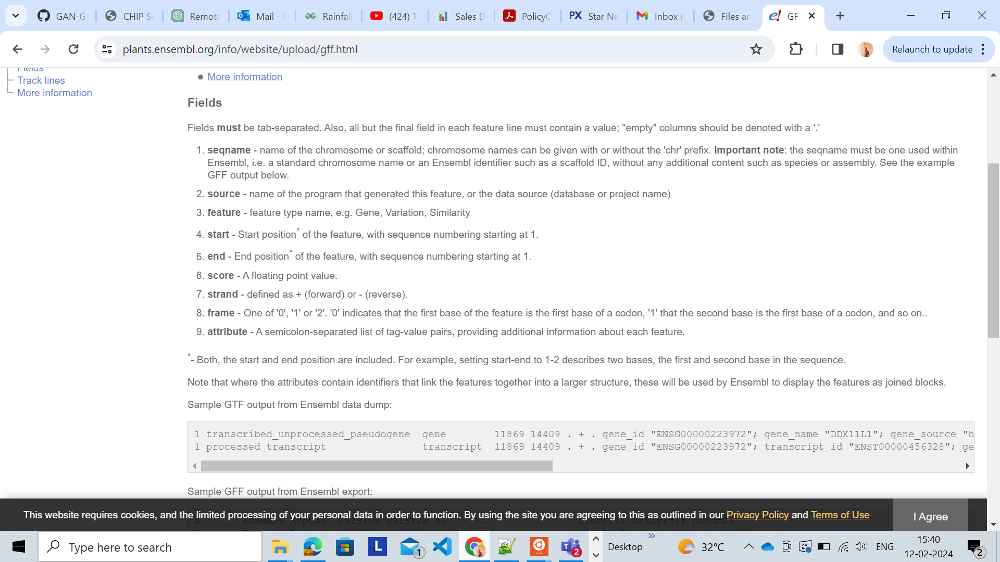 GAN-G
CHIP Se
Remote
Mail - F
Rainfall
(424) Tu
Sales D
PolicyC
Star Ne
Inbox (
Files an
GF
plants.ensembl.org/info/website/upload/gff.html
Relaunch to update
Fields
Track lines
More information
More information
Fields
Fields must be tab-separated. Also, all but the final field in each feature line must contain a value; "empty" columns should be denoted with a '.'
1. seqname - name of the chromosome or scaffold; chromosome names can be given with or without the 'chr' prefix. Important note: the seqname must be one used within
Ensembl, i.e. a standard chromosome name or an Ensembl identifier such as a scaffold ID, without any additional content such as species or assembly. See the example
GFF output below.
2. source - name of the program that generated this feature, or the data source (database or project name)
3. feature - feature type name, e.g. Gene, Variation, Similarity
4. start - Start position* of the feature, with sequence numbering starting at 1.
5. end - End position* of the feature, with sequence numbering starting at 1.
6. score - A floating point value.
7. strand - defined as + (forward) or - (reverse).
8. frame - One of '0', '1' or '2'. '0' indicates that the first base of the feature is the first base of a codon, '1' that the second base is the first base of a codon, and so on..
9. attribute - A semicolon-separated list of tag-value pairs, providing additional information about each feature.
*- Both, the start and end position are included. For example, setting start-end to 1-2 describes two bases, the first and second base in the sequence.
Note that where the attributes contain identifiers that link the features together into a larger structure, these will be used by Ensembl to display the features as joined blocks.
Sample GTF output from Ensembl data dump:
1 transcribed_unprocessed_pseudogene gene 11869 14409 . + . gene_id "ENSG00000223972"; gene_name "DDX11L1"; gene_source "h
1 processed_transcript transcript 11869 14409 . + . gene_id "ENSG00000223972"; transcript_id "ENST00000456328"; ge
Sample GFF output from Ensembl export:
This website requires cookies, and the limited processing of your personal data in order to function. By using the site you are agreeing to this as outlined in our Privacy Policy and Terms of Use
I Agree
Type here to search
L
1
2
Desktop
32°C
ENG
15:40
12-02-2024
2